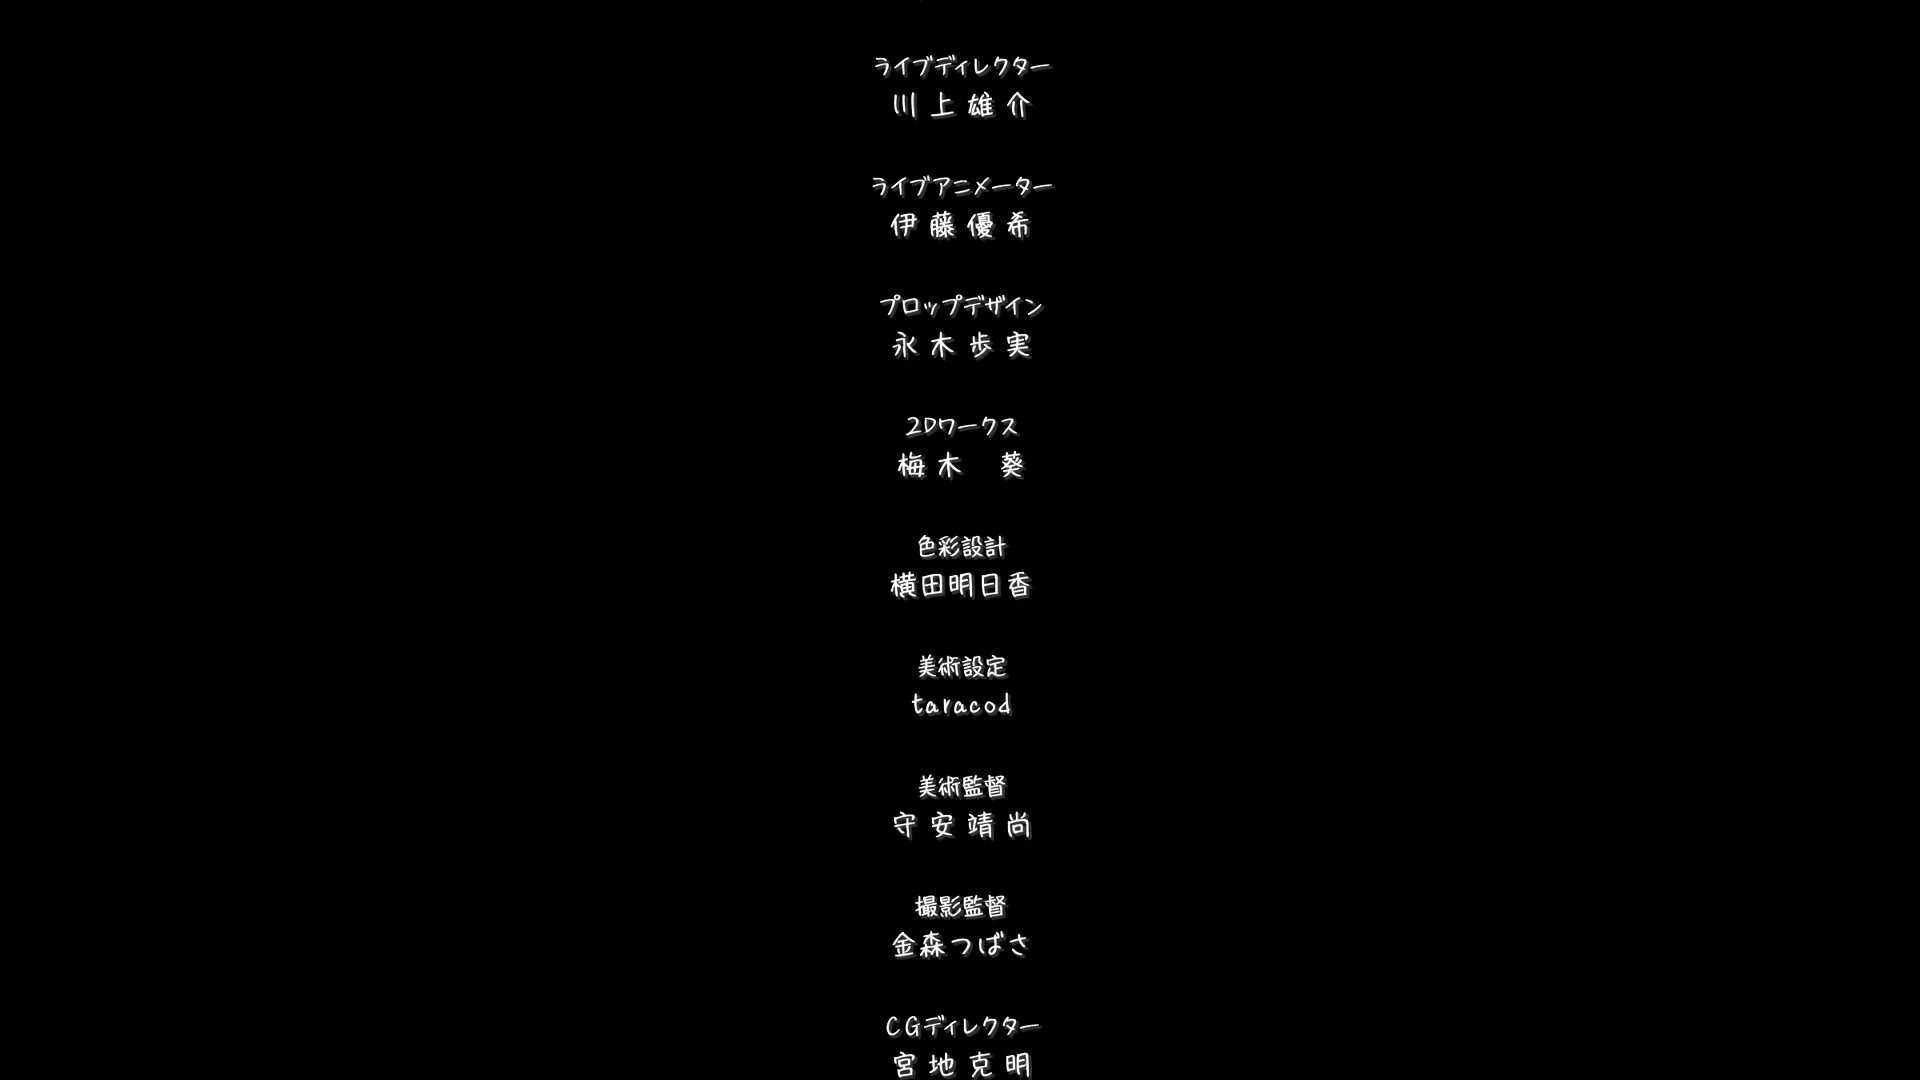 ライブディレクター
川上雄介
ライブアニメーター
伊藤優希
プロップデザイン
永木歩実
2Dワークス
梅木　葵
色彩設計
横田明日香
美術設定
taracod
美術監督
守安靖尚
撮影監督
金森つばさ
CGディレクター
宮地克明